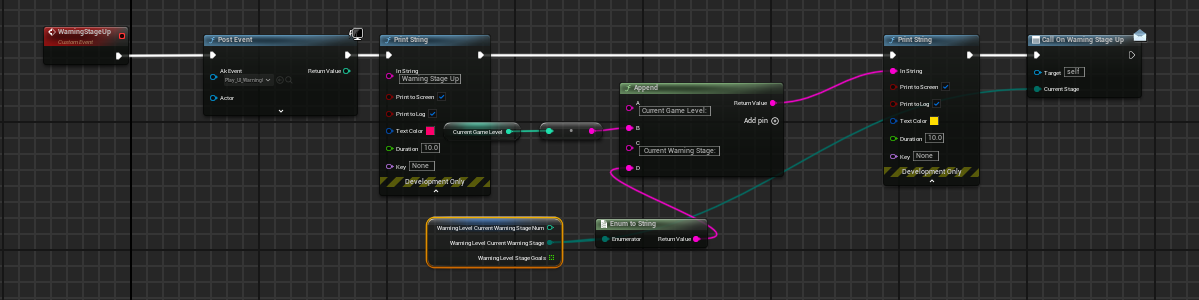 WarningStageUp
Custom Event
Post Event
Ak Event
Play_UI_Warningl
Return Value
Actor
Print String
In String
Warning Stage Up
Print to Screen
Print to Log
Text Color
Duration 10.0
Key None
Development Only
Current Game Level
Append
A
Current Game Level:
B
C
Current Warning Stage:
D
Return Value
Add pin
Warning Level Current Warning Stage Num
Warning Level Current Warning Stage
Warning Level Stage Goals
Enum to String
Enumerator
Return Value
Print String
In String
Print to Screen
Print to Log
Text Color
Duration 10.0
Key None
Development Only
Call On Warning Stage Up
Target self
Current Stage